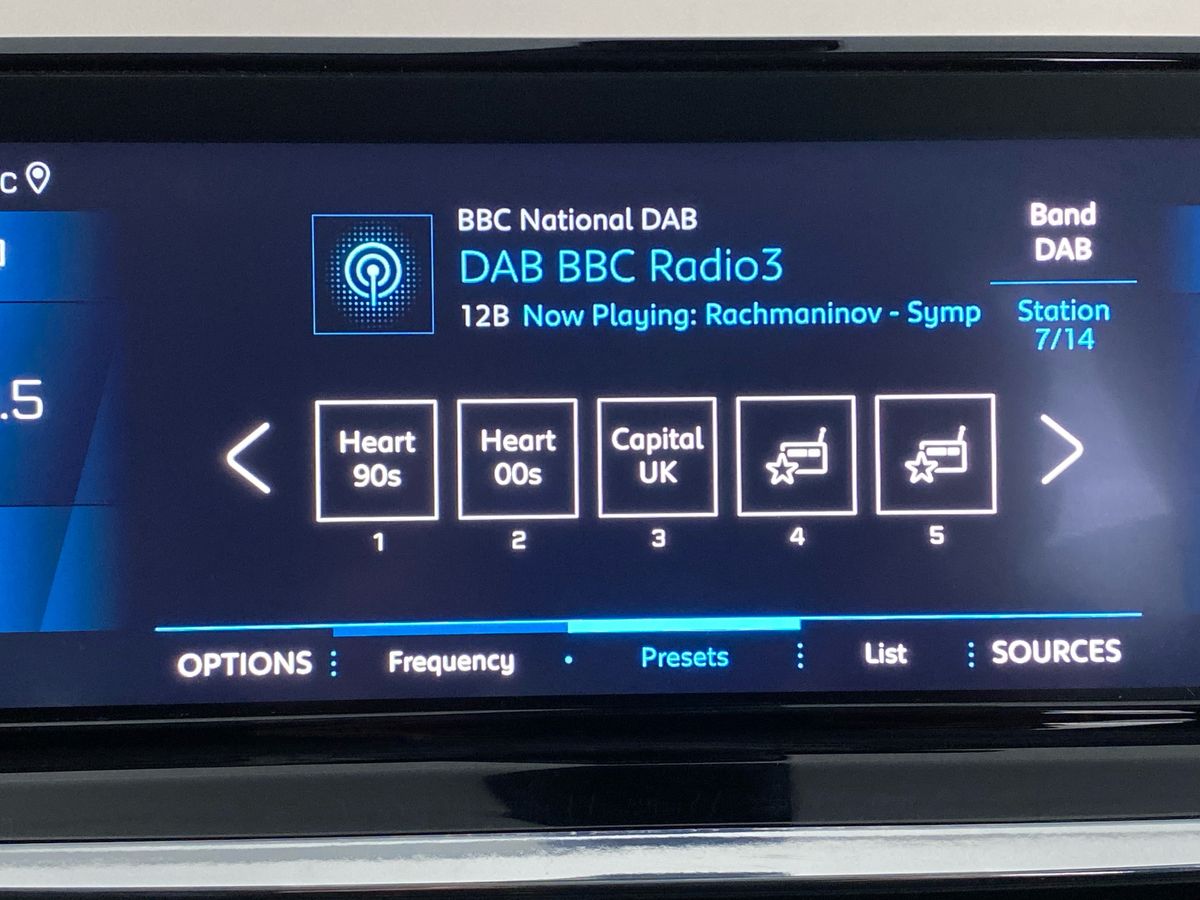 BBC National DAB
DAB BBC Radio3
12B Now Playing: Rachmaninov - Symp
Band
DAB
Station
7/14
.5
Heart
90s
Heart
00s
Capital
UK
1
2
3
4
5
OPTIONS
Frequency
Presets
List
SOURCES